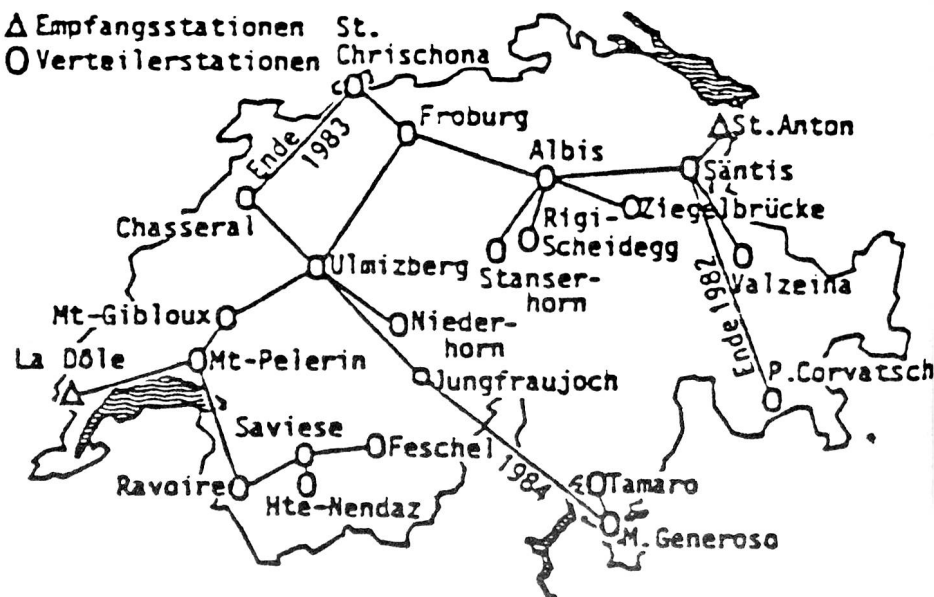 Empfangsstationen
Verteilerstationen
St.
Chrischona
Froburg
St.Anton
Albis
Säntis
Ende 1983
Chasseral
Rigi-
Scheidegg
Ziegelbrücke
Stanser-
horn
Ulmizberg
Valzeina
Ende 1982
Mt-Gibloux
Nieder-
horn
La Dôle
Mt-Pelerin
Jungfraujoch
P.Corvatsch
Saviese
Feschel
1984
Ravoire
Hte-Nendaz
Tamaro
M.Generoso